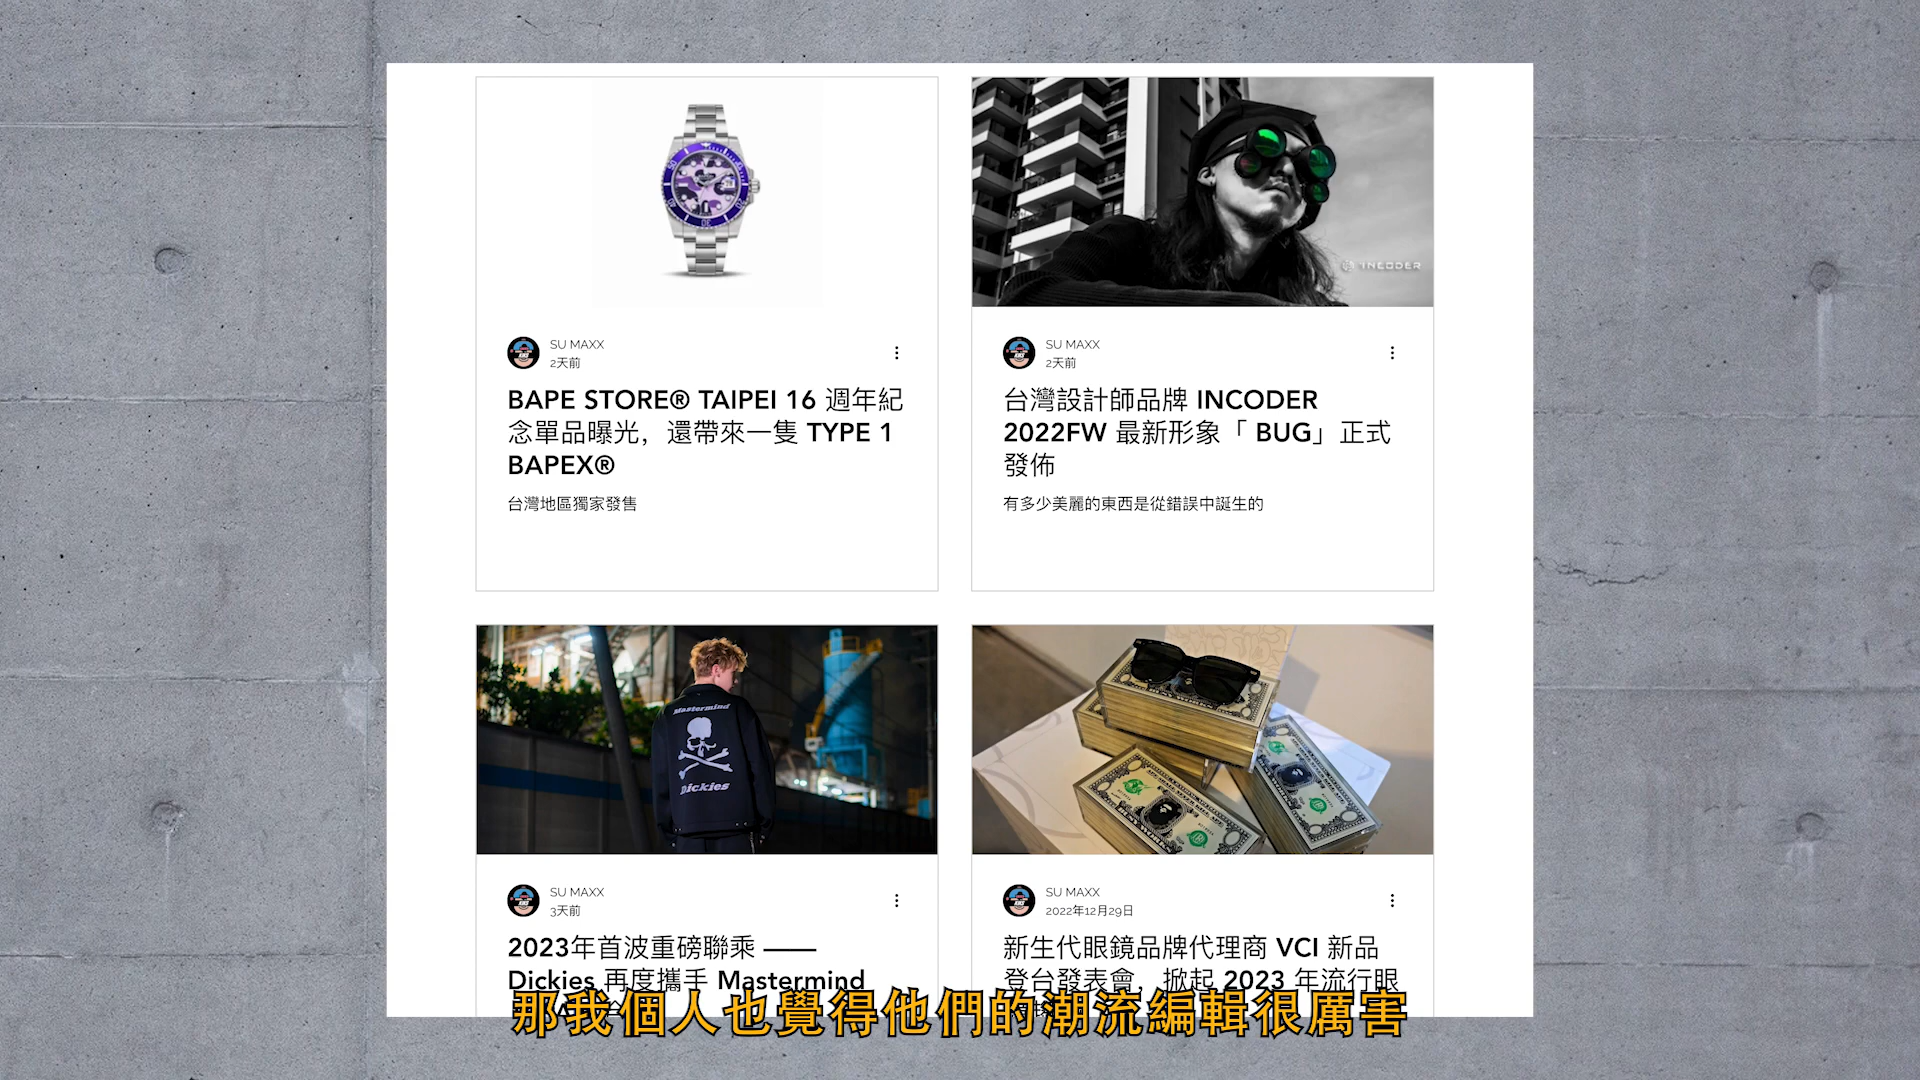 INCODER
SU MAXX
2天前
BAPE STORE® TAIPEI 16 週年紀
念單品曝光，還帶來一隻 TYPE 1
BAPEX®
台灣地區獨家發售
SU MAXX
2天前
台灣設計師品牌 INCODER
2022FW 最新形象「 BUG」正式
發佈
有多少美麗的東西是從錯誤中誕生的
Mastermind
Dickies
SU MAXX
3天前
2023年首波重磅聯乘 ——
Dickies 再度攜手 Mastermind
SU MAXX
2022年12月29日
新生代眼鏡品牌代理商 VCI 新品
登台發表會，掀起 2023 年流行眼
那我個人也覺得他們的潮流編輯很厲害